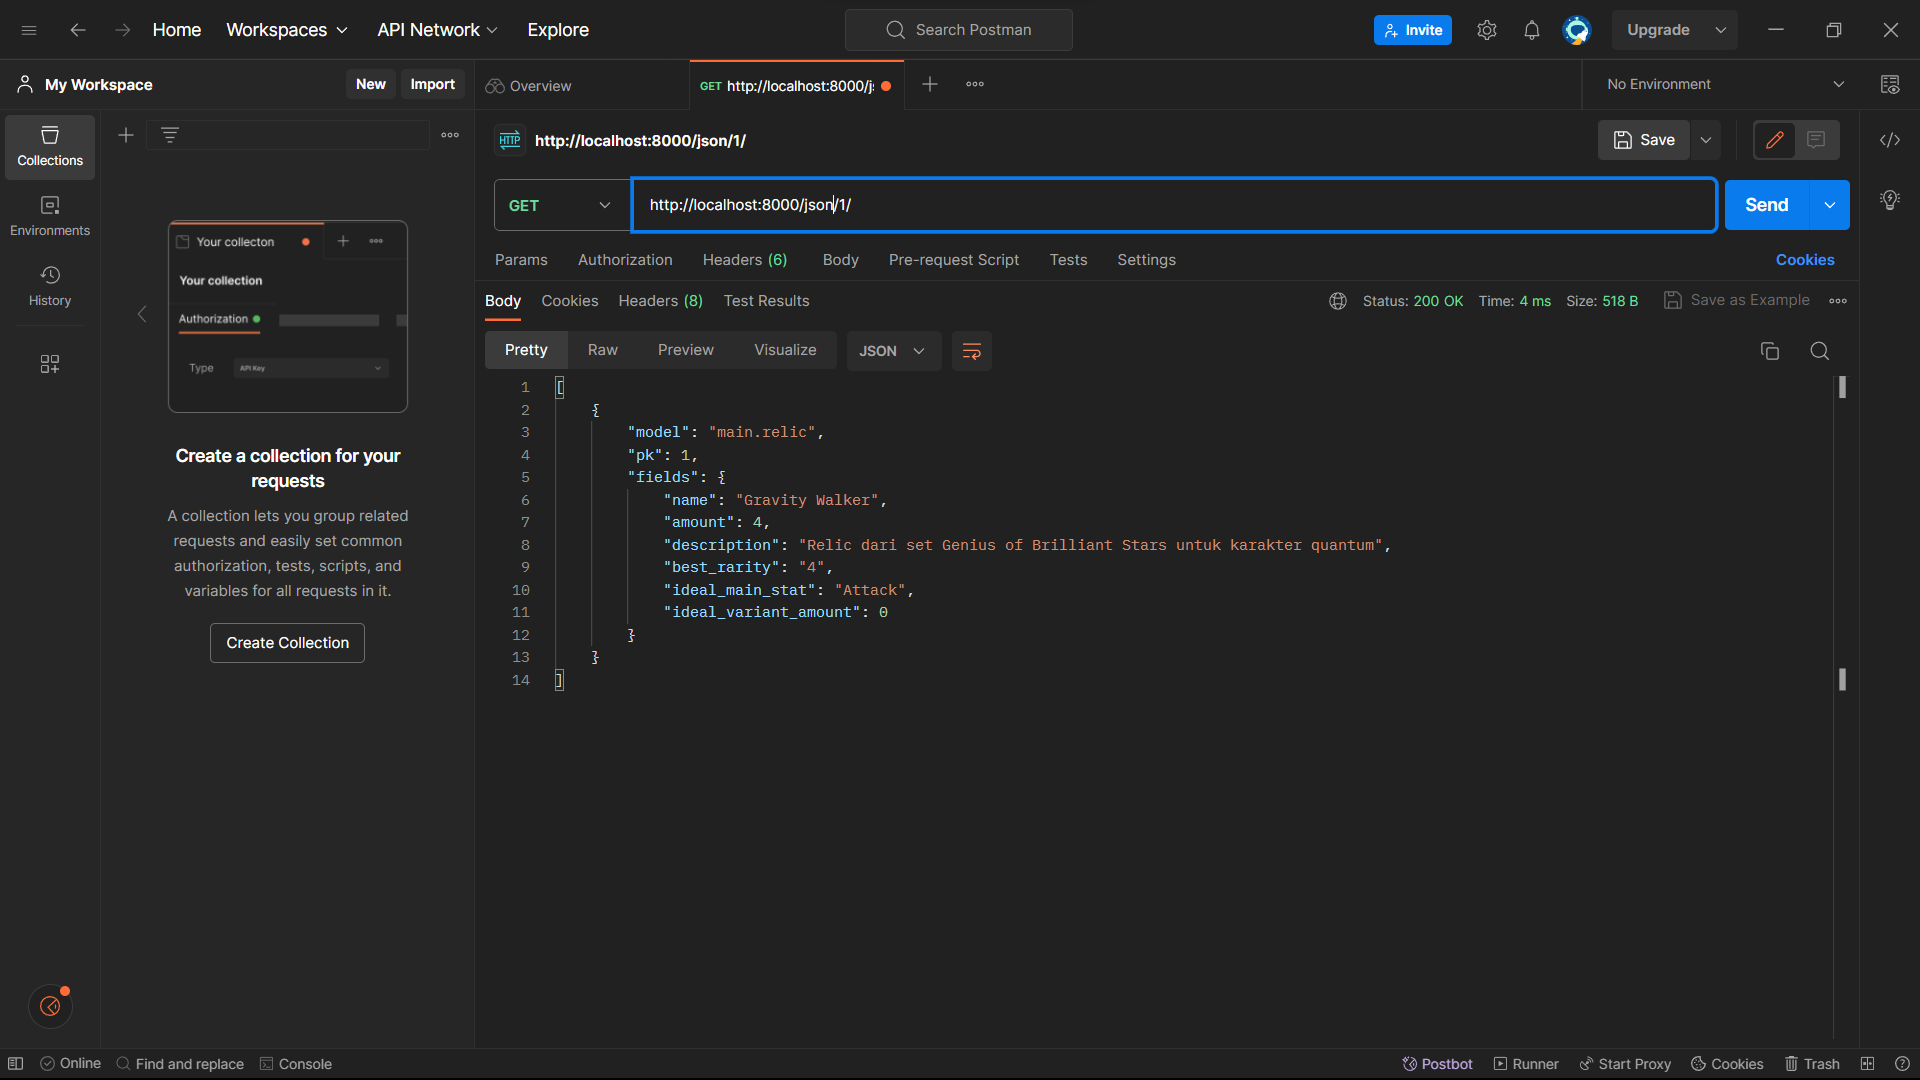 Home Workspaces API Network Explore Search Postman Invite Upgrade
My Workspace New Import Overview GET http://localhost:8000/j: No Environment
Collections
Environments
History
Your collecton
Your collection
Authorization
Type API Key
Create a collection for your
requests
A collection lets you group related
requests and easily set common
authorization, tests, scripts, and
variables for all requests in it.
Create Collection
HTTP http://localhost:8000/json/1/ Save
GET http://localhost:8000/json/1/ Send
Params Authorization Headers (6) Body Pre-request Script Tests Settings Cookies
Body Cookies Headers (8) Test Results Status: 200 OK Time: 4 ms Size: 518 B Save as Example
Pretty Raw Preview Visualize JSON
1 [
2 {
3 "model": "main.relic",
4 "pk": 1,
5 "fields": {
6 "name": "Gravity Walker",
7 "amount": 4,
8 "description": "Relic dari set Genius of Brilliant Stars untuk karakter quantum",
9 "best_rarity": "4",
10 "ideal_main_stat": "Attack",
11 "ideal_variant_amount": 0
12 }
13 }
14 ]
Online Find and replace Console Postbot Runner Start Proxy Cookies Trash